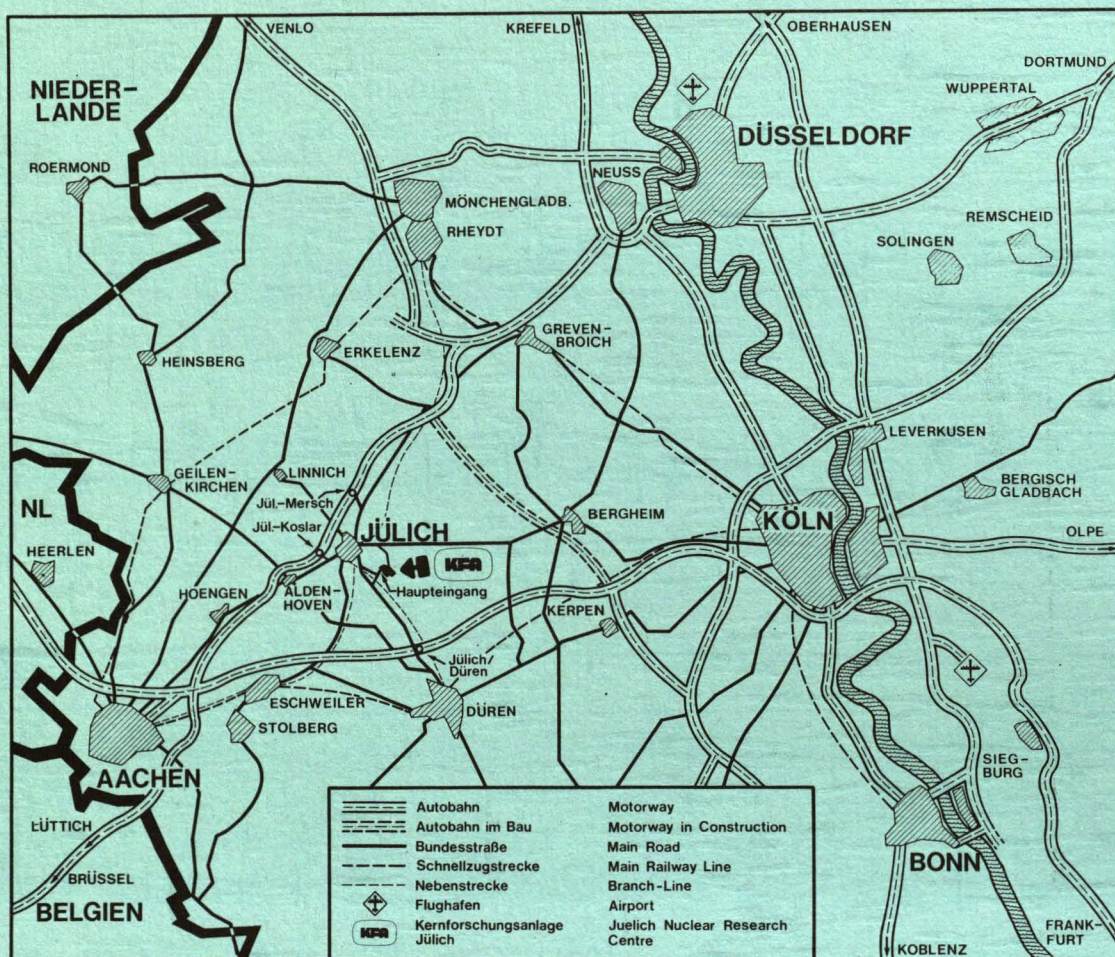 VENLO
KREFELD
OBERHAUSEN
DORTMUND
NIEDER-
LANDE
WUPPERTAL
DÜSSELDORF
ROERMOND
NEUSS
MÖNCHENGLADB.
RHEYDT
REMSCHEID
SOLINGEN
GREVEN-
BROICH
ERKELENZ
HEINSBERG
LEVERKUSEN
GEILEN-
KIRCHEN
LINNICH
BERGISCH
GLADBACH
Jül.-Mersch
NL
BERGHEIM
KÖLN
Jül.-Koslar
JÜLICH
OLPE
HEERLEN
KFA
HOENGEN
ALDEN-
HOVEN
Haupteingang
KERPEN
Jülich/
Düren
ESCHWEILER
DÜREN
STOLBERG
AACHEN
SIEG-
BURG
LÜTTICH
BONN
BRÜSSEL
BELGIEN
FRANK-
FURT
KOBLENZ
Autobahn Motorway
Autobahn im Bau Motorway in Construction
Bundesstraße Main Road
Schnellzugstrecke Main Railway Line
Nebenstrecke Branch-Line
Flughafen Airport
KFA Kernforschungsanlage Juelich Nuclear Research
Jülich Centre